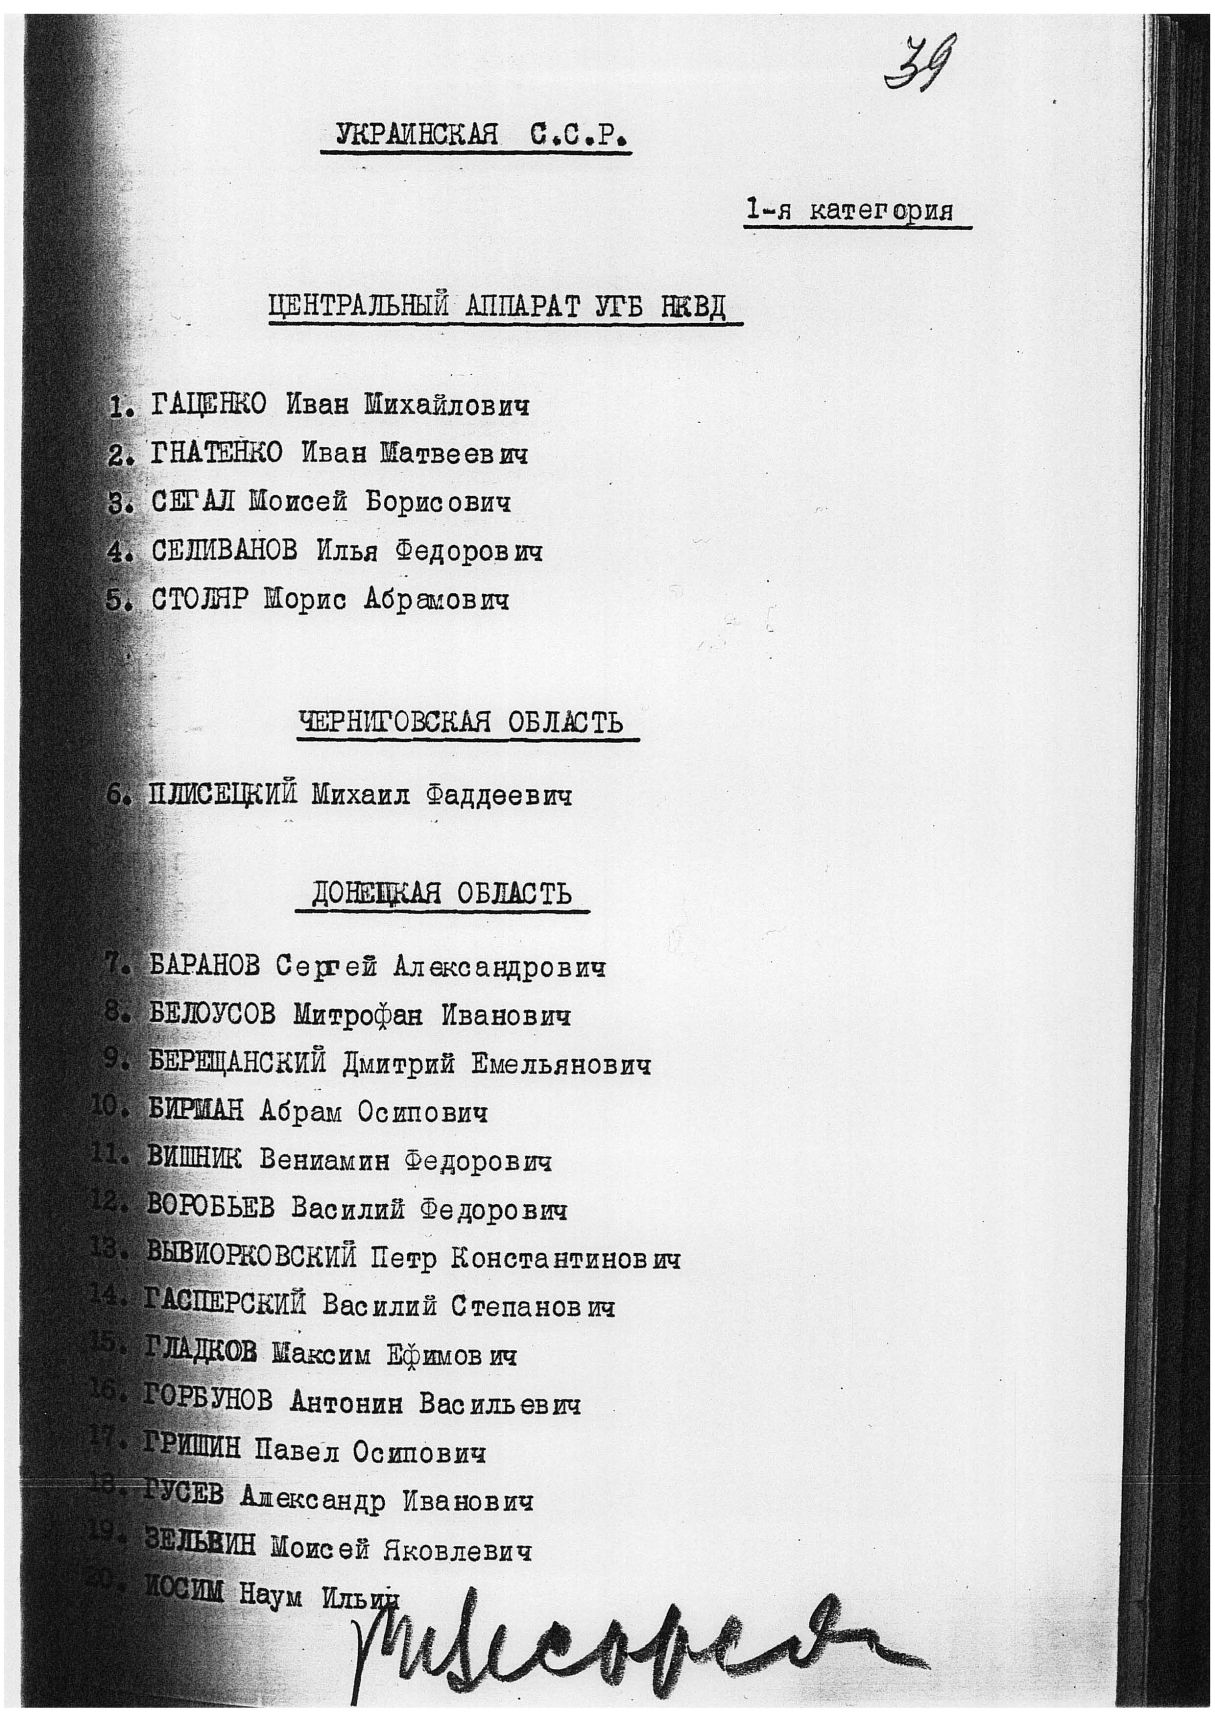 39
УКРАИНСКАЯ С.С.Р.
1-я категория
ЦЕНТРАЛЬНЫЙ АППАРАТ УГБ НКВД
1. ГАЦЕНКО Иван Михайлович
2. ГНАТЕНКО Иван Матвеевич
3. СЕГАЛ Моисей Борисович
4. СЕЛИВАНОВ Илья Федорович
5. СТОЛЯР Морис Абрамович
ЧЕРНИГОВСКАЯ ОБЛАСТЬ
6. ПЛИСЕЦКИЙ Михаил Фаддеевич
ДОНЕЦКАЯ ОБЛАСТЬ
7. БАРАНОВ Сергей Александрович
8. БЕЛОУСОВ Митрофан Иванович
9. БЕРЕЩАНСКИЙ Дмитрий Емельянович
10. БИРМАН Абрам Осипович
11. ВИШНИК Вениамин Федорович
12. ВОРОБЬЕВ Василий Федорович
13. ВЫВИОРКОВСКИЙ Петр Константинович
14. ГАСПЕРСКИЙ Василий Степанович
15. ГЛАДКОВ Максим Ефимович
16. ГОРБУНОВ Антонин Васильевич
17. ГРИШИН Павел Осипович
18. ГУСЕВ Александр Иванович
19. ЗЕЛЬВИН Моисей Яковлевич
20. ИОСИМ Наум Ильич